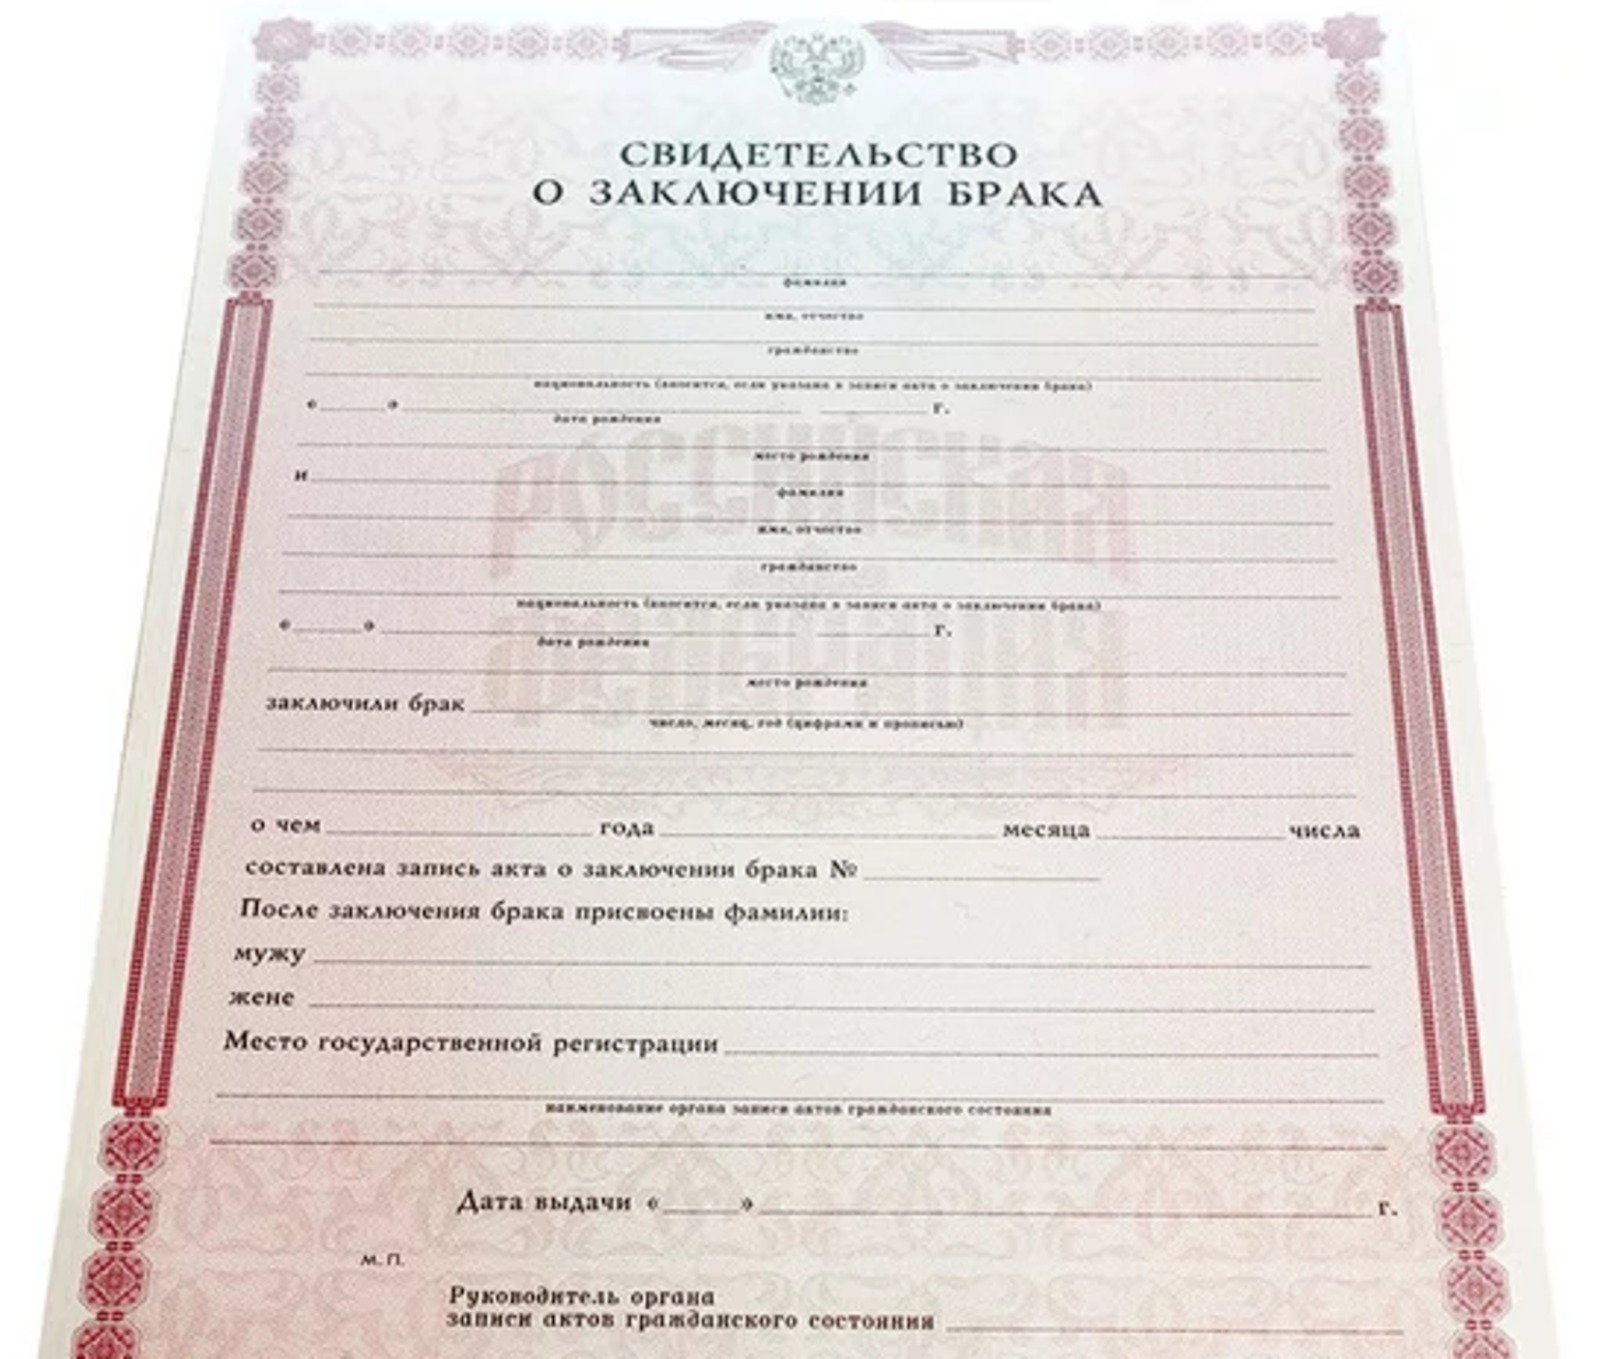 СВИДЕТЕЛЬСТВО
О ЗАКЛЮЧЕНИИ БРАКА
фамилия
имя, отчество
гражданство
национальность (вносится, если указана в записи акта о заключении брака)
« » г.
дата рождения
место рождения
и
фамилия
имя, отчество
гражданство
национальность (вносится, если указана в записи акта о заключении брака)
« » г.
дата рождения
место рождения
РОССИЙСКАЯ
ФЕДЕРАЦИЯ
заключили брак
число, месяц, год (цифрами и прописью)
о чем года месяца числа
составлена запись акта о заключении брака №
После заключения брака присвоены фамилии:
мужу
жене
Место государственной регистрации
наименование органа записи актов гражданского состояния
Дата выдачи « » г.
М. П.
Руководитель органа
записи актов гражданского состояния